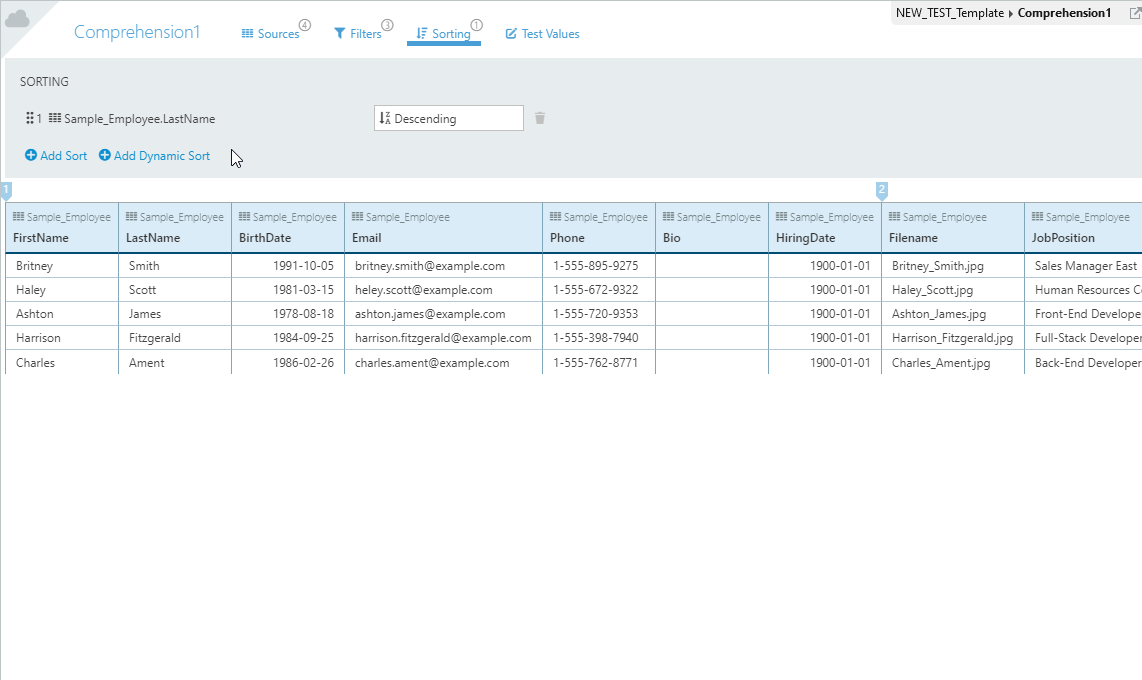 NEW_TEST_Template Comprehension1
Comprehension1 Sources 4 Filters 3 Sorting 1 Test Values
SORTING
1 Sample_Employee.LastName Descending
Add Sort Add Dynamic Sort
1 2
Sample_Employee Sample_Employee Sample_Employee Sample_Employee Sample_Employee Sample_Employee Sample_Employee Sample_Employee Sample_Employee
FirstName LastName BirthDate Email Phone Bio HiringDate Filename JobPosition
Britney Smith 1991-10-05 britney.smith@example.com 1-555-895-9275 1900-01-01 Britney_Smith.jpg Sales Manager East
Haley Scott 1981-03-15 heley.scott@example.com 1-555-672-9322 1900-01-01 Haley_Scott.jpg Human Resources C
Ashton James 1978-08-18 ashton.james@example.com 1-555-720-9353 1900-01-01 Ashton_James.jpg Front-End Develope
Harrison Fitzgerald 1984-09-25 harrison.fitzgerald@example.com 1-555-398-7940 1900-01-01 Harrison_Fitzgerald.jpg Full-Stack Developer
Charles Ament 1986-02-26 charles.ament@example.com 1-555-762-8771 1900-01-01 Charles_Ament.jpg Back-End Developer